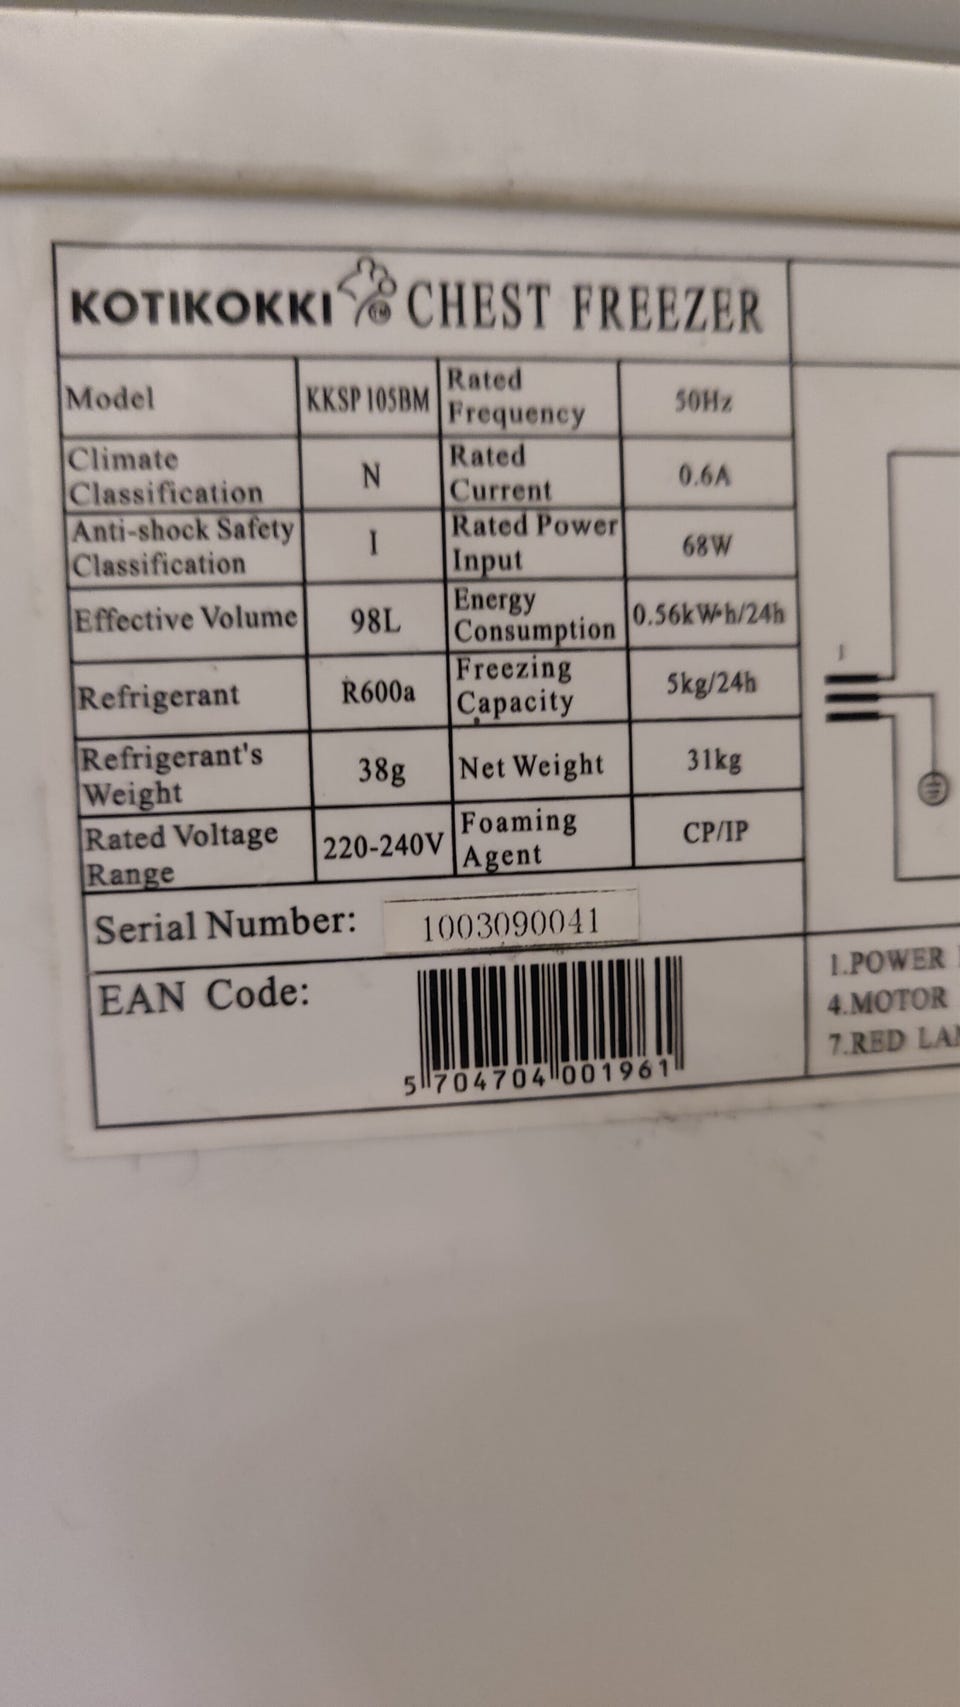 KOTIKOKKI TM CHEST FREEZER
Model KKSP 105BM Rated Frequency 50Hz
Climate Classification N Rated Current 0.6A
Anti-shock Safety Classification I Rated Power Input 68W
Effective Volume 98L Energy Consumption 0.56kW·h/24h
Refrigerant R600a Freezing Capacity 5kg/24h
Refrigerant's Weight 38g Net Weight 31kg
Rated Voltage Range 220-240V Foaming Agent CP/IP
Serial Number: 1003090041
EAN Code:
5 704704 001961
1
1.POWER
4.MOTOR
7.RED